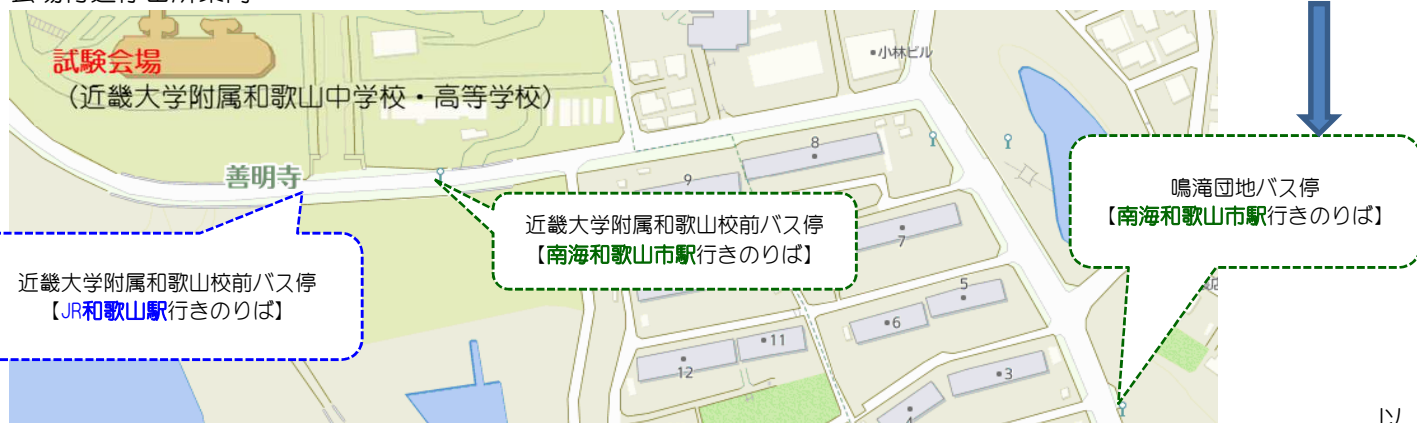 試験会場
(近畿大学附属和歌山中学校・高等学校)
•小林ビル
善明寺
8
9
7
5
•6
•11
12
•3
鳴滝団地バス停
【南海和歌山市駅行きのりば】
近畿大学附属和歌山校前バス停
【南海和歌山市駅行きのりば】
近畿大学附属和歌山校前バス停
【JR和歌山駅行きのりば】